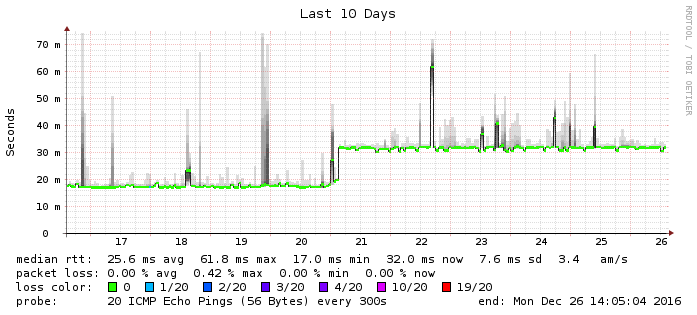 Last 10 Days
RRDTOOL / TOBI OETIKER
Seconds
70 m
60 m
50 m
40 m
30 m
20 m
10 m
0
17 18 19 20 21 22 23 24 25 26
median rtt: 25.6 ms avg 61.8 ms max 17.0 ms min 32.0 ms now 7.6 ms sd 3.4 am/s
packet loss: 0.00 % avg 0.42 % max 0.00 % min 0.00 % now
loss color: 0 1/20 2/20 3/20 4/20 10/20 19/20
probe: 20 ICMP Echo Pings (56 Bytes) every 300s end: Mon Dec 26 14:05:04 2016